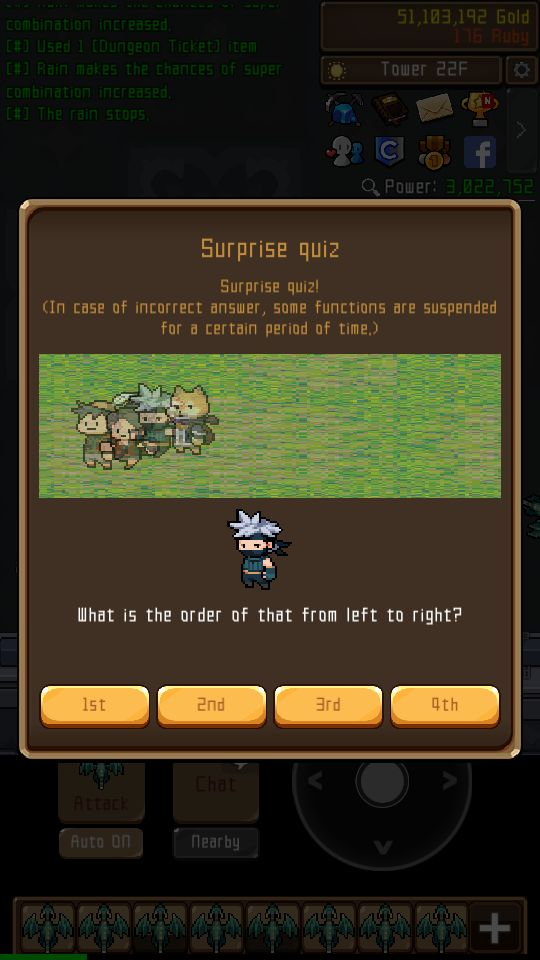 combination increased.
[#] Used 1 [Dungeon Ticket] item
[#] Rain makes the chances of super
combination increased.
[#] The rain stops.
51,103,192 Gold
176 Ruby
Tower 22F
N
C
1
f
Power: 3,022,752
Surprise quiz
Surprise quiz!
(In case of incorrect answer, some functions are suspended
for a certain period of time.)
What is the order of that from left to right?
1st 2nd 3rd 4th
Attack Chat
Auto ON Nearby